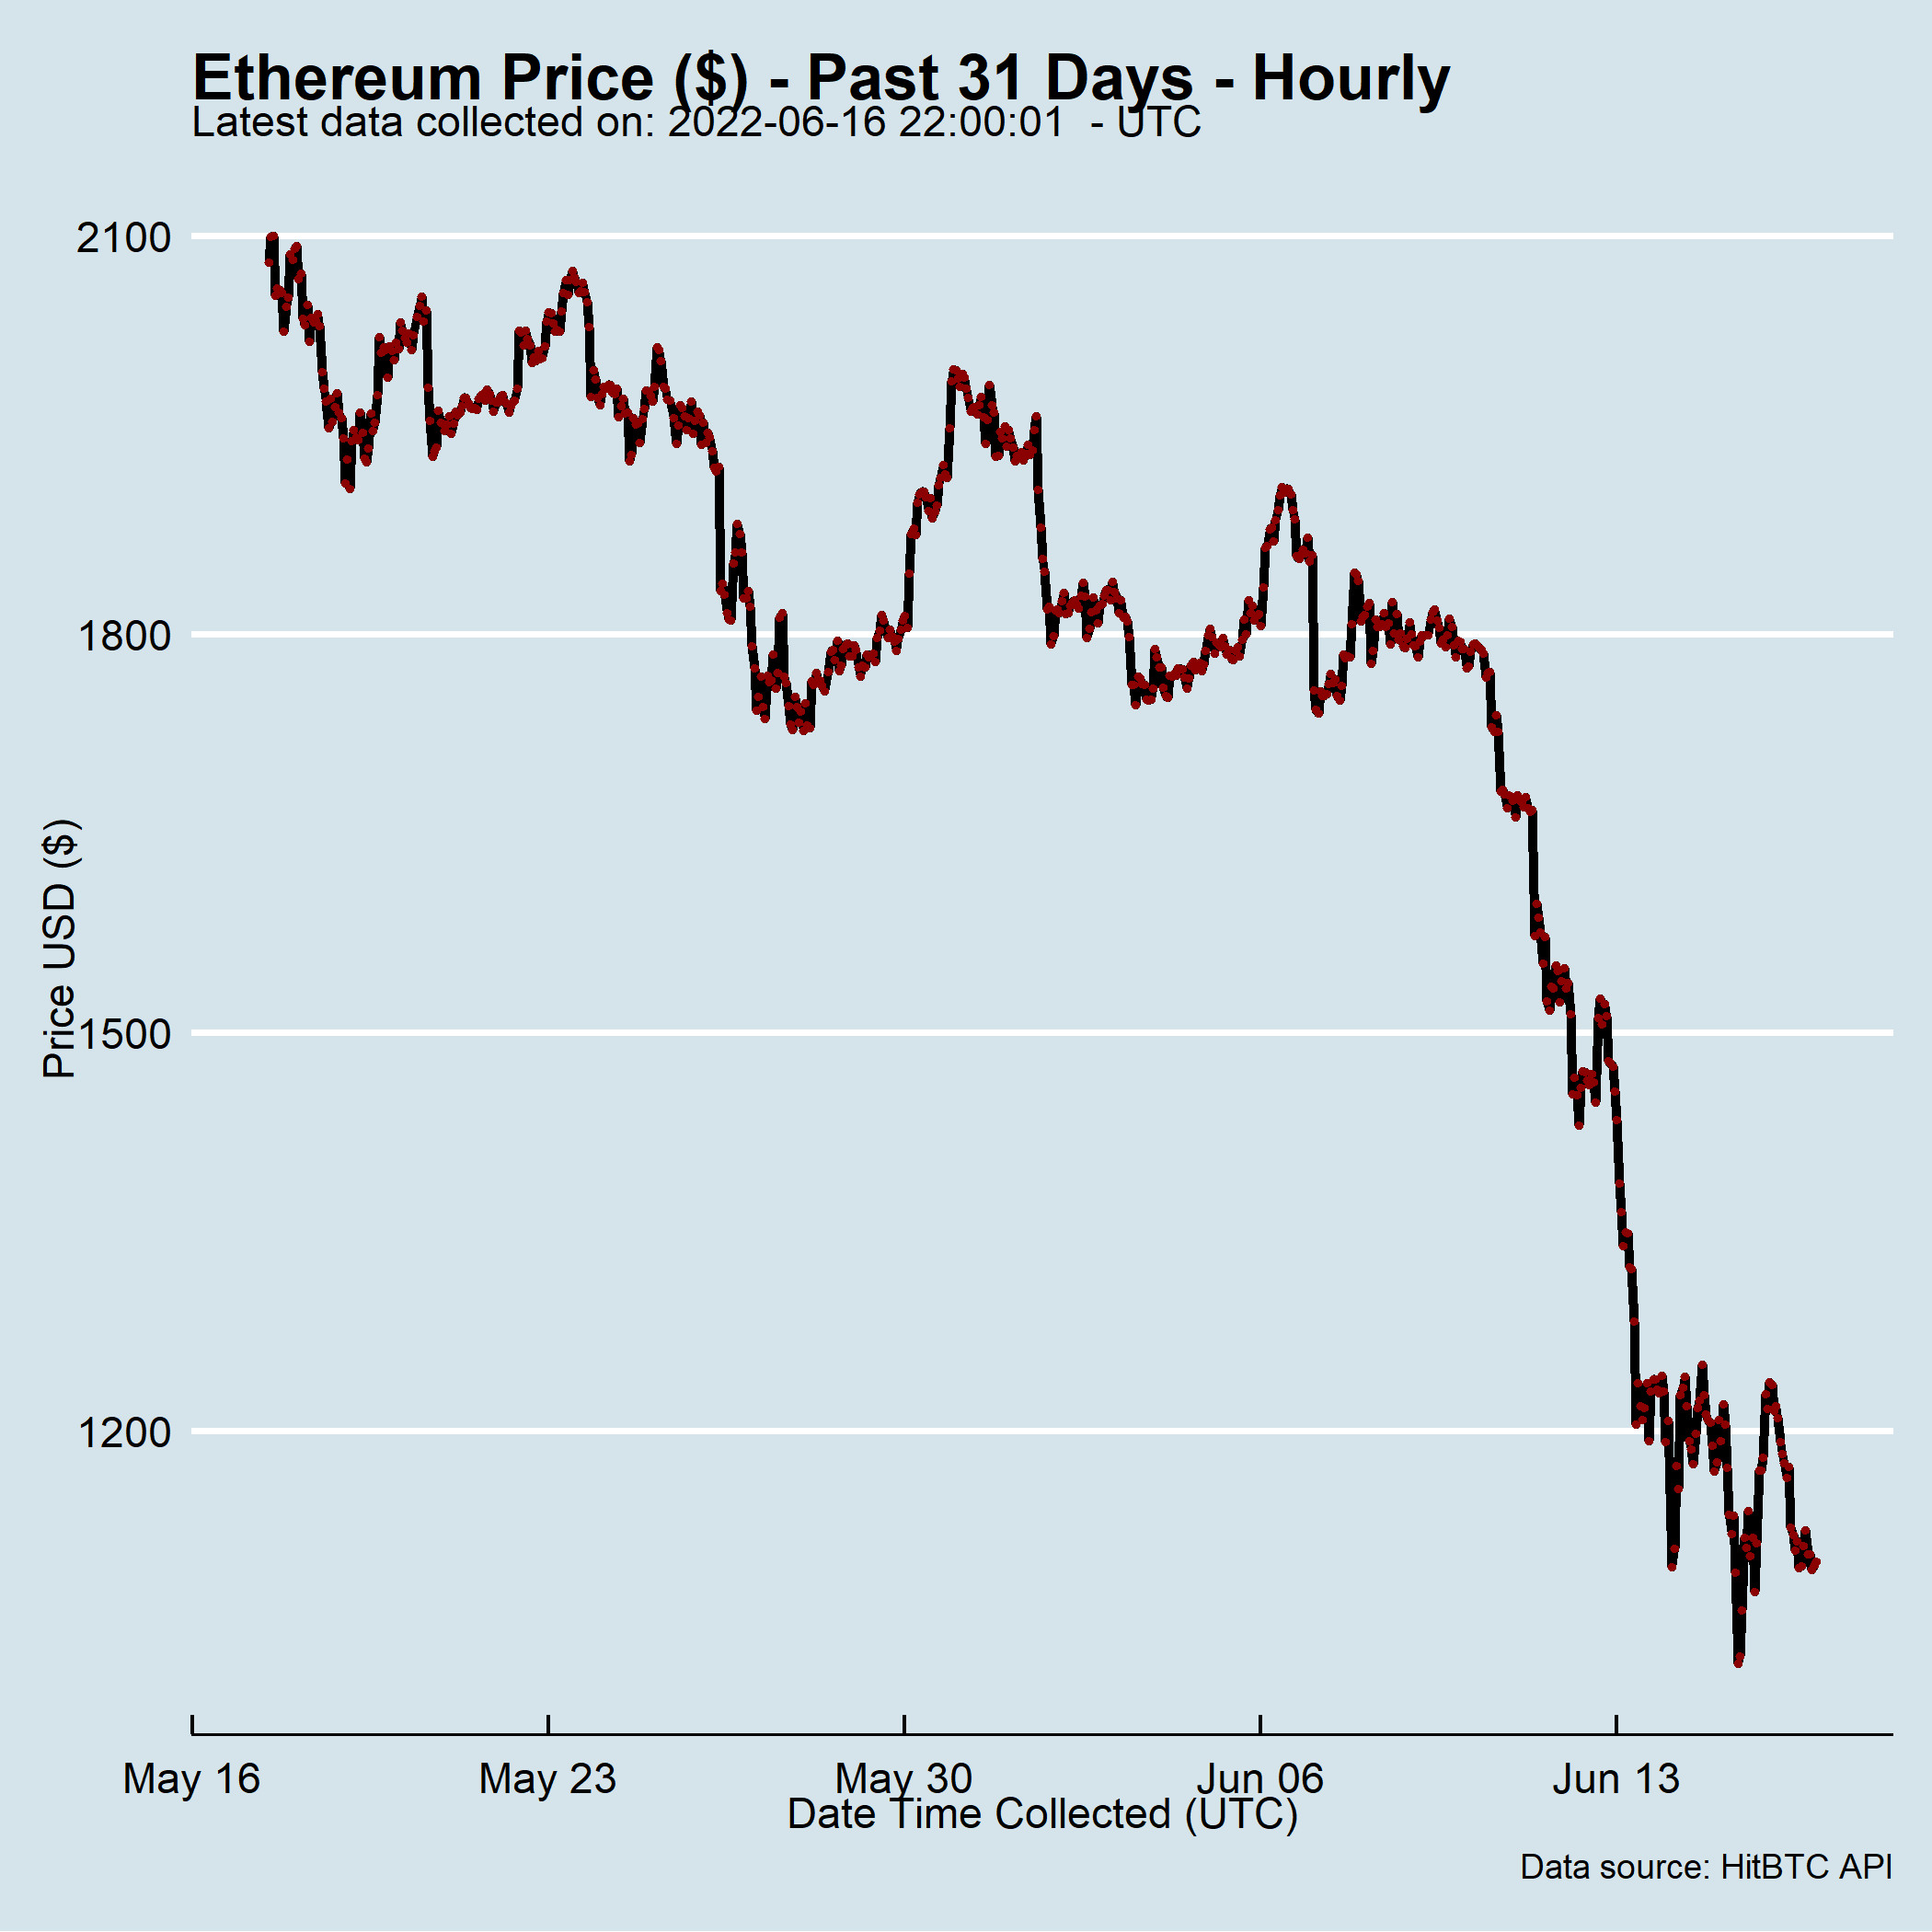 Ethereum Price ($) - Past 31 Days - Hourly
Latest data collected on: 2022-06-16 22:00:01  - UTC
2100
1800
1500
1200
Price USD ($)
May 16
May 23
May 30
Jun 06
Jun 13
Date Time Collected (UTC)
Data source: HitBTC API